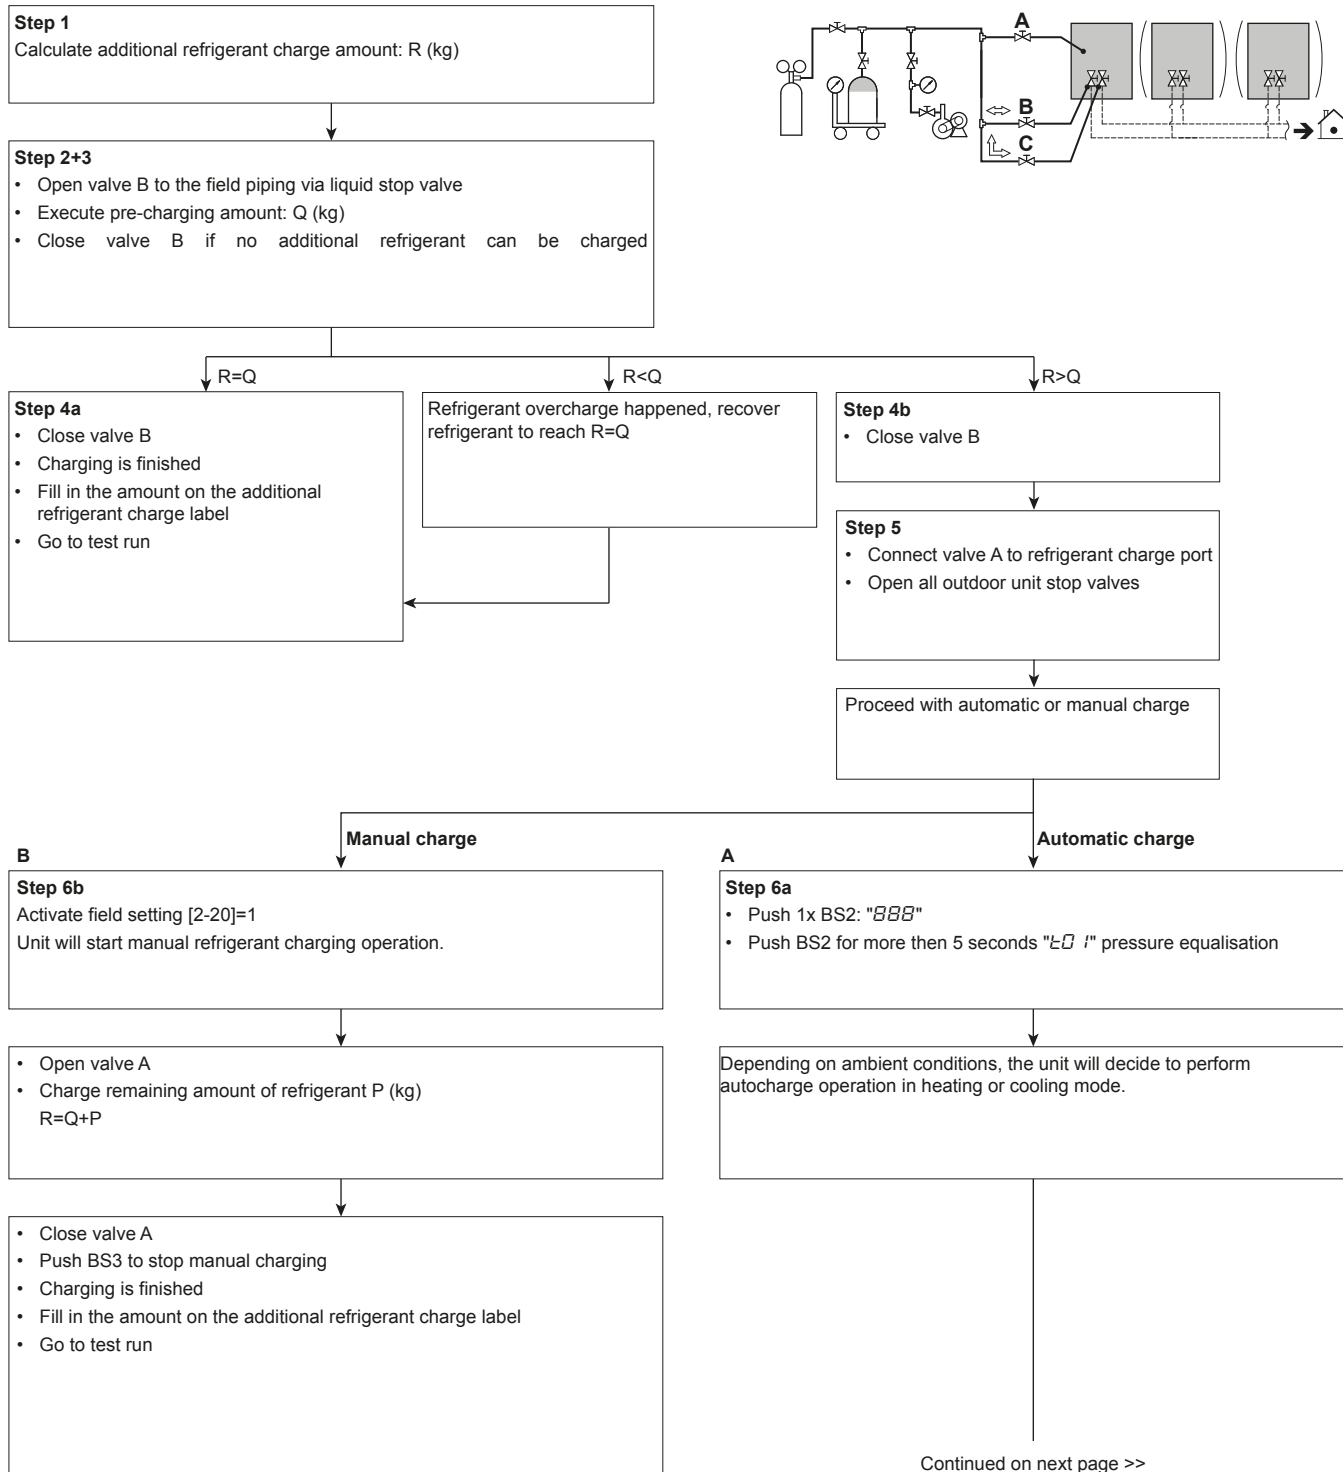 Step 1
Calculate additional refrigerant charge amount: R (kg)
A
B
C
Step 2+3
• Open valve B to the field piping via liquid stop valve
• Execute pre-charging amount: Q (kg)
• Close valve B if no additional refrigerant can be charged
R=Q
R<Q
R>Q
Step 4a
• Close valve B
• Charging is finished
• Fill in the amount on the additional
refrigerant charge label
• Go to test run
Refrigerant overcharge happened, recover
refrigerant to reach R=Q
Step 4b
• Close valve B
Step 5
• Connect valve A to refrigerant charge port
• Open all outdoor unit stop valves
Proceed with automatic or manual charge
Manual charge
Automatic charge
B
Step 6b
Activate field setting [2-20]=1
Unit will start manual refrigerant charging operation.
• Open valve A
• Charge remaining amount of refrigerant P (kg)
R=Q+P
• Close valve A
• Push BS3 to stop manual charging
• Charging is finished
• Fill in the amount on the additional refrigerant charge label
• Go to test run
A
Step 6a
• Push 1x BS2: "888"
• Push BS2 for more then 5 seconds "t01" pressure equalisation
Depending on ambient conditions, the unit will decide to perform
autocharge operation in heating or cooling mode.
Continued on next page >>